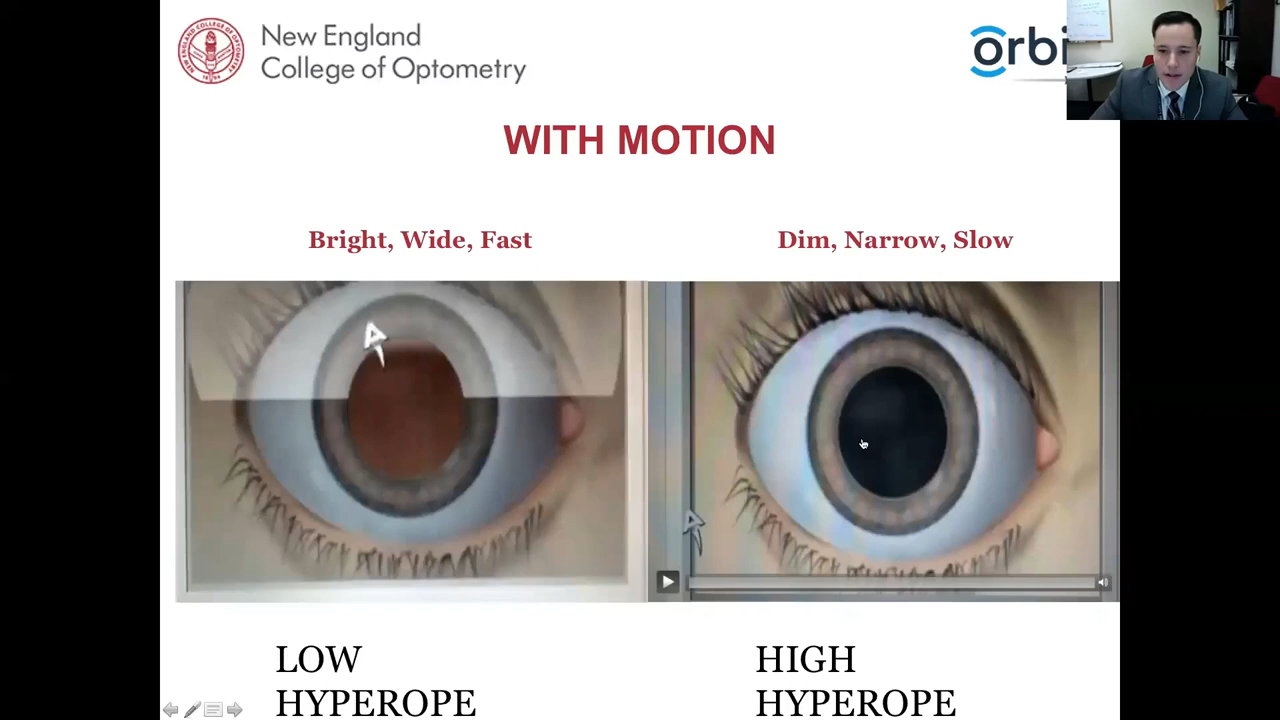 New England
College of Optometry
orbi
WITH MOTION
Bright, Wide, Fast
Dim, Narrow, Slow
LOW
HYPEROPE
HIGH
HYPEROPE